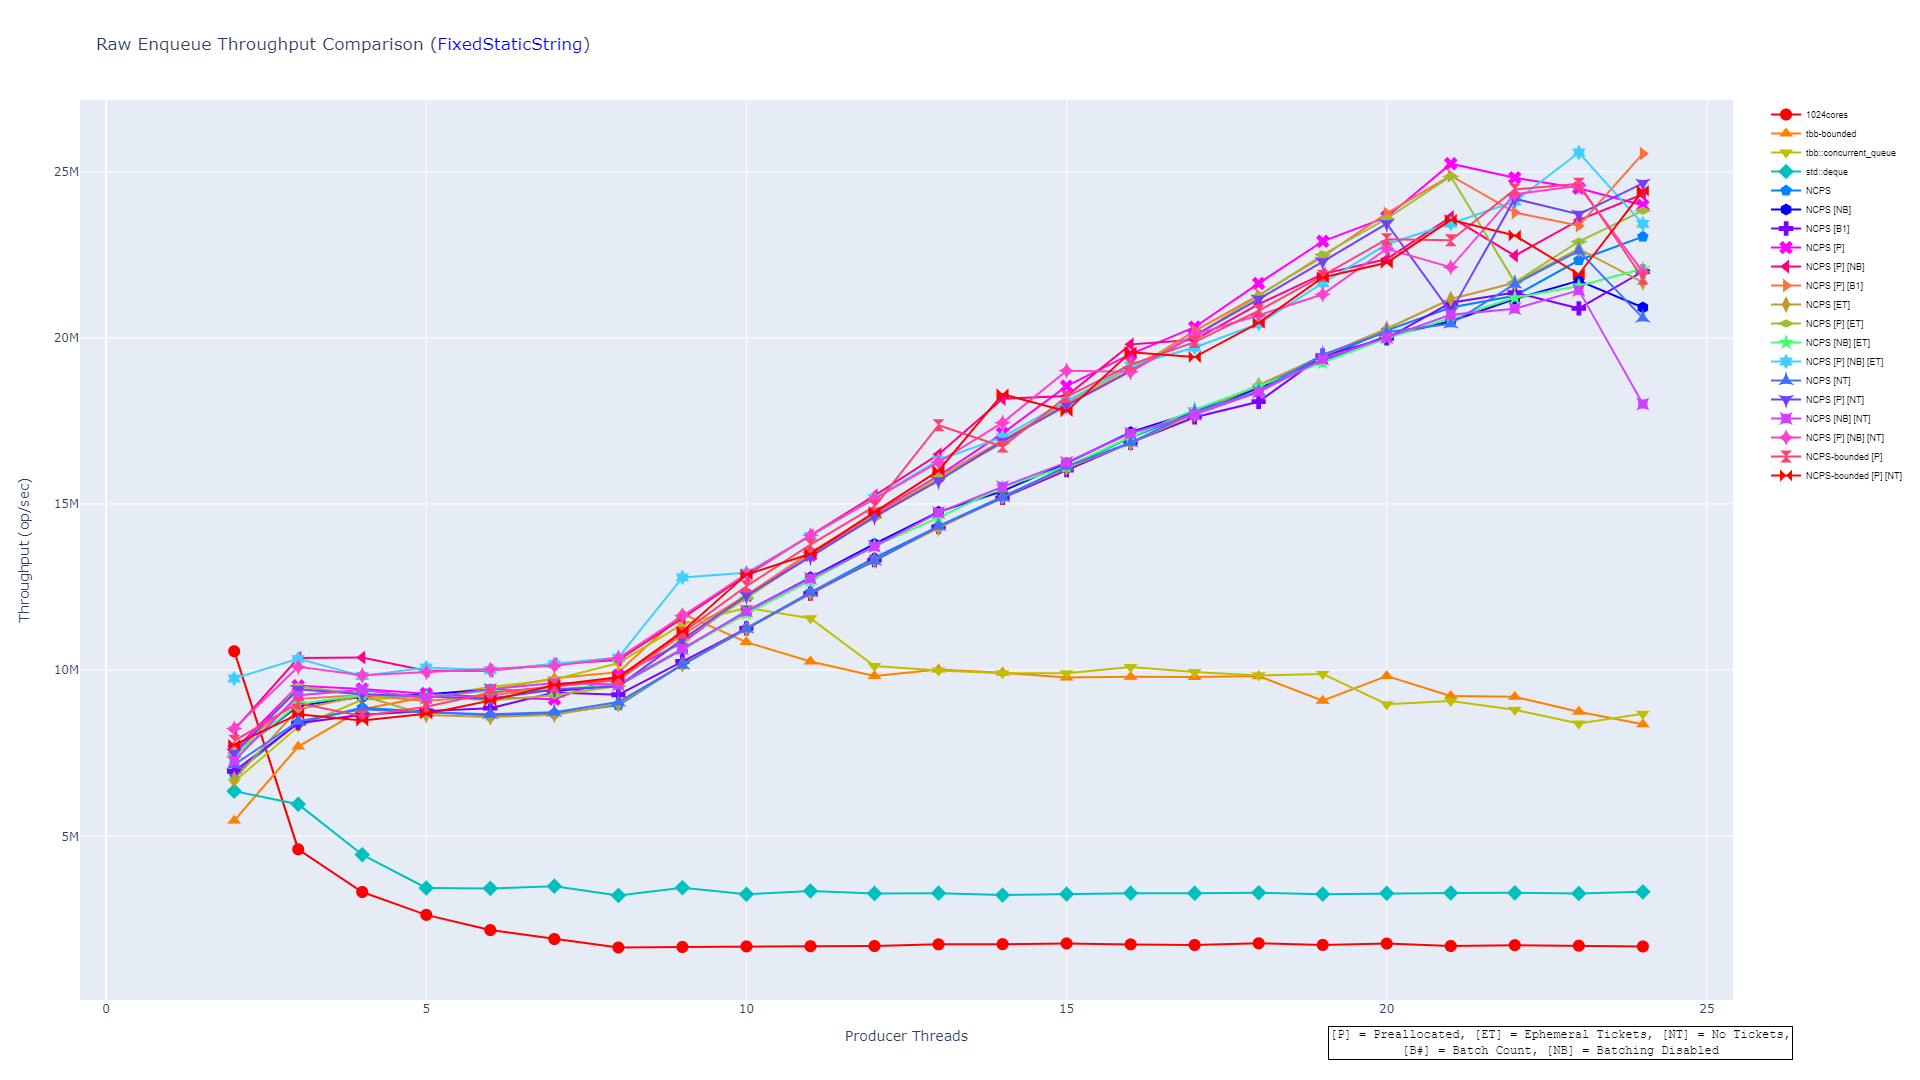 Raw Enqueue Throughput Comparison (FixedStaticString)
25M
20M
15M
10M
5M
Throughput (op/sec)
0
5
10
15
20
25
Producer Threads
1024cores
tbb-bounded
tbb::concurrent_queue
std::deque
NCPS
NCPS [NB]
NCPS [B1]
NCPS [P]
NCPS [P] [NB]
NCPS [P] [B1]
NCPS [ET]
NCPS [P] [ET]
NCPS [NB] [ET]
NCPS [P] [NB] [ET]
NCPS [NT]
NCPS [P] [NT]
NCPS [NB] [NT]
NCPS [P] [NB] [NT]
NCPS-bounded [P]
NCPS-bounded [P] [NT]
[P] = Preallocated, [ET] = Ephemeral Tickets, [NT] = No Tickets,
[B#] = Batch Count, [NB] = Batching Disabled